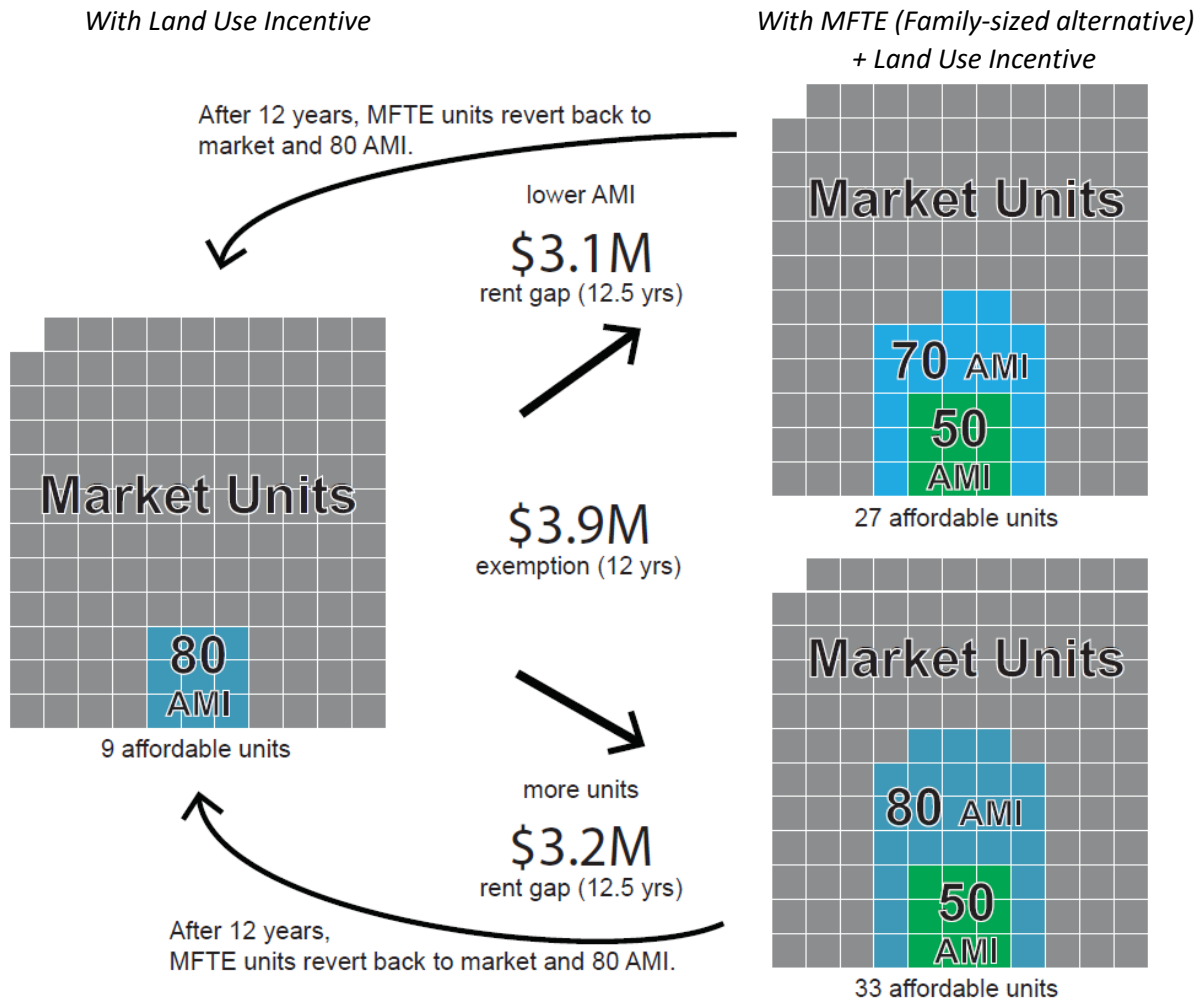 With Land Use Incentive
With MFTE (Family-sized alternative)
+ Land Use Incentive
After 12 years, MFTE units revert back to
market and 80 AMI.
lower AMI
$3.1M
rent gap (12.5 yrs)
Market Units
70 AMI
50
AMI
27 affordable units
Market Units
80
AMI
9 affordable units
$3.9M
exemption (12 yrs)
more units
$3.2M
rent gap (12.5 yrs)
After 12 years,
MFTE units revert back to market and 80 AMI.
Market Units
80 AMI
50
AMI
33 affordable units